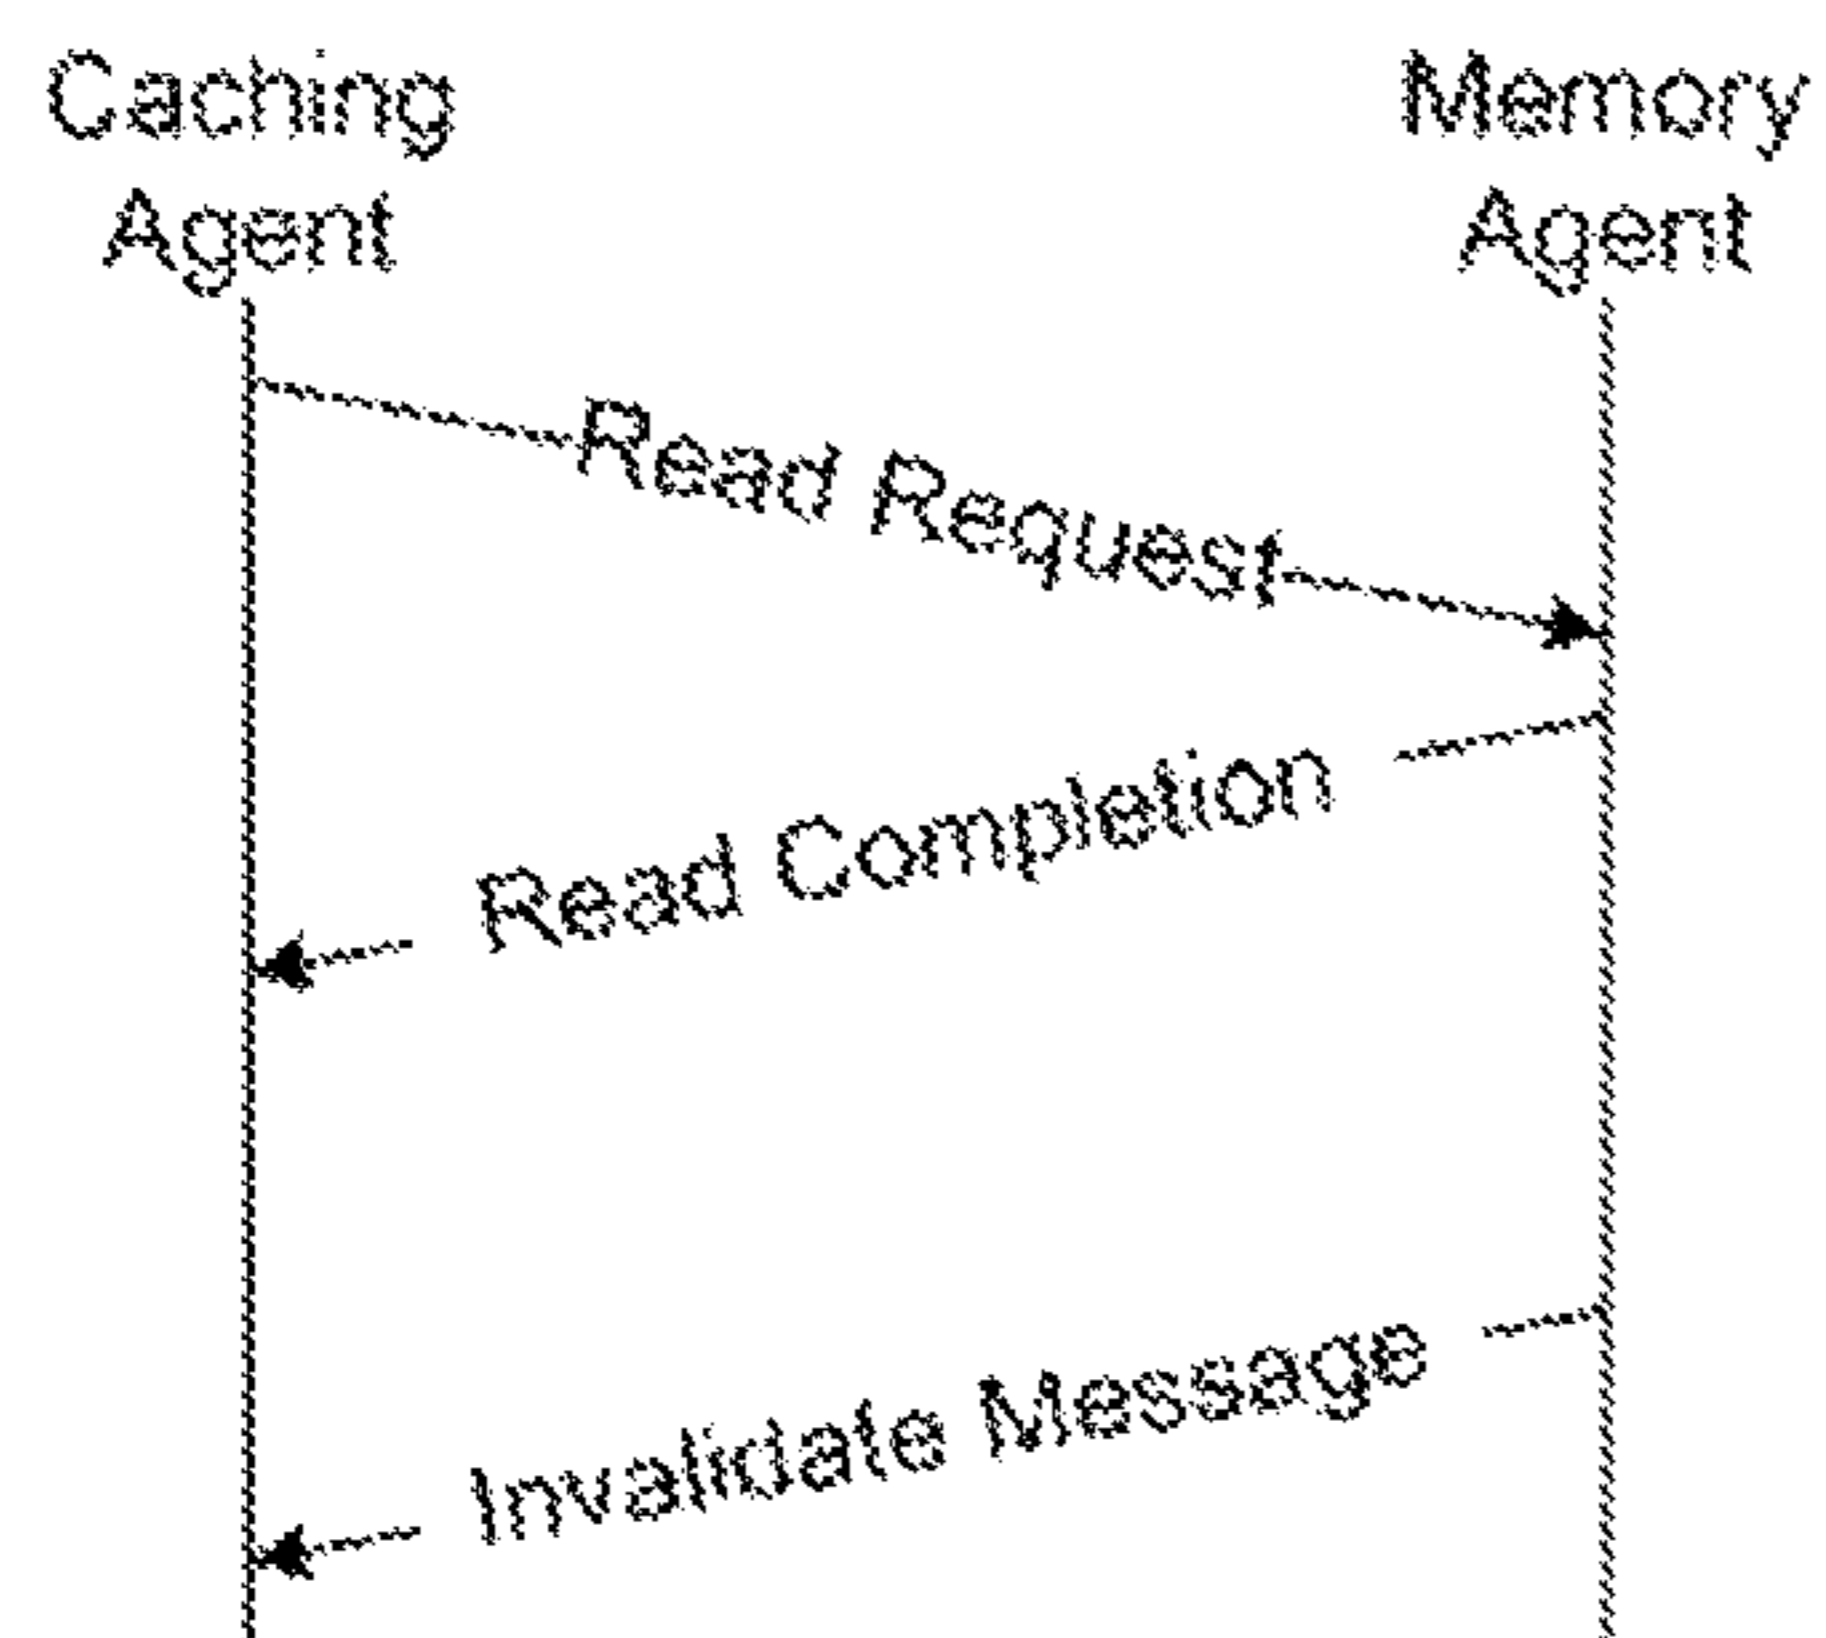 Caching
Agent
Memory
Agent
Read Request
Read Completion
Invalidate Message